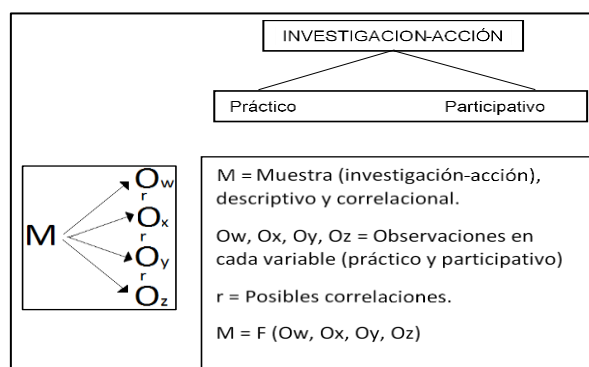 INVESTIGACION-ACCIÓN
Práctico Participativo
M
Ow
r
Ox
r
Oy
r
Oz
M = Muestra (investigación-acción),
descriptivo y correlacional.
Ow, Ox, Oy, Oz = Observaciones en
cada variable (práctico y participativo)
r = Posibles correlaciones.
M = F (Ow, Ox, Oy, Oz)